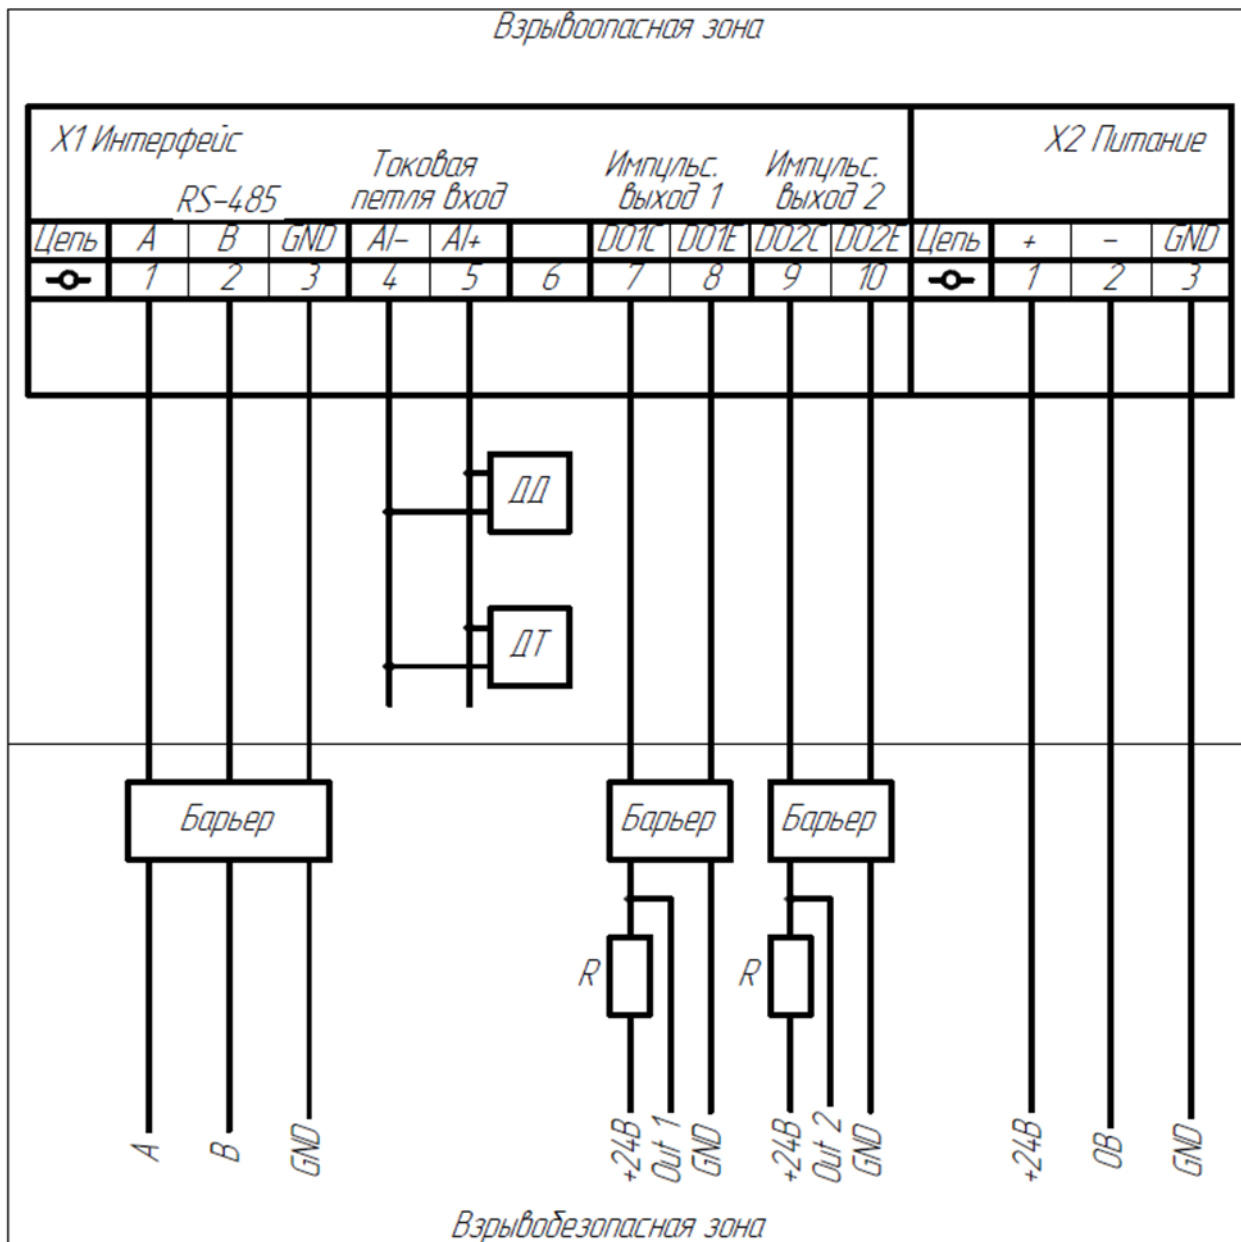 Взрывоопасная зона
X1 Интерфейс
X2 Питание
RS-485
Токовая
петля вход
Импульс.
выход 1
Импульс.
выход 2
Цепь A B GND AI- AI+ DO1C DO1E DO2C DO2E Цепь + - GND
1 2 3 4 5 6 7 8 9 10 1 2 3
ДД
ДТ
Барьер Барьер Барьер
R R
A B GND +24В Out 1 GND +24В Out 2 GND +24В 0В GND
Взрывобезопасная зона